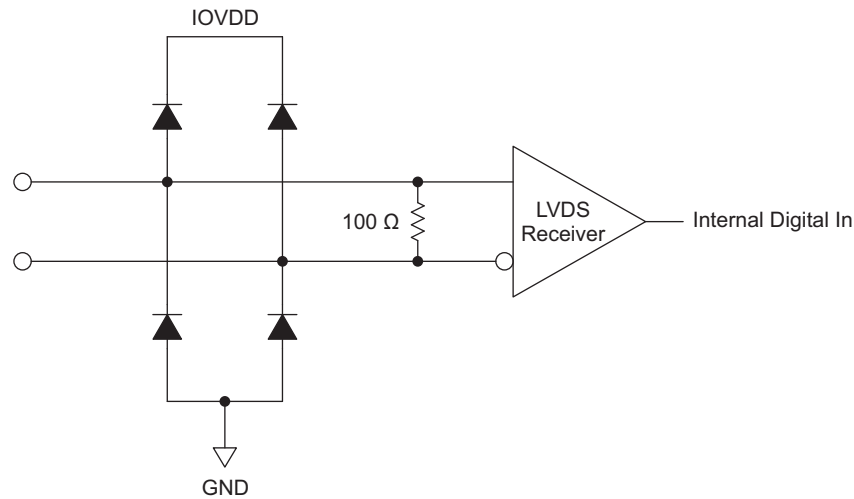 IOVDD
100 Ω
LVDS
Receiver
Internal Digital In
GND